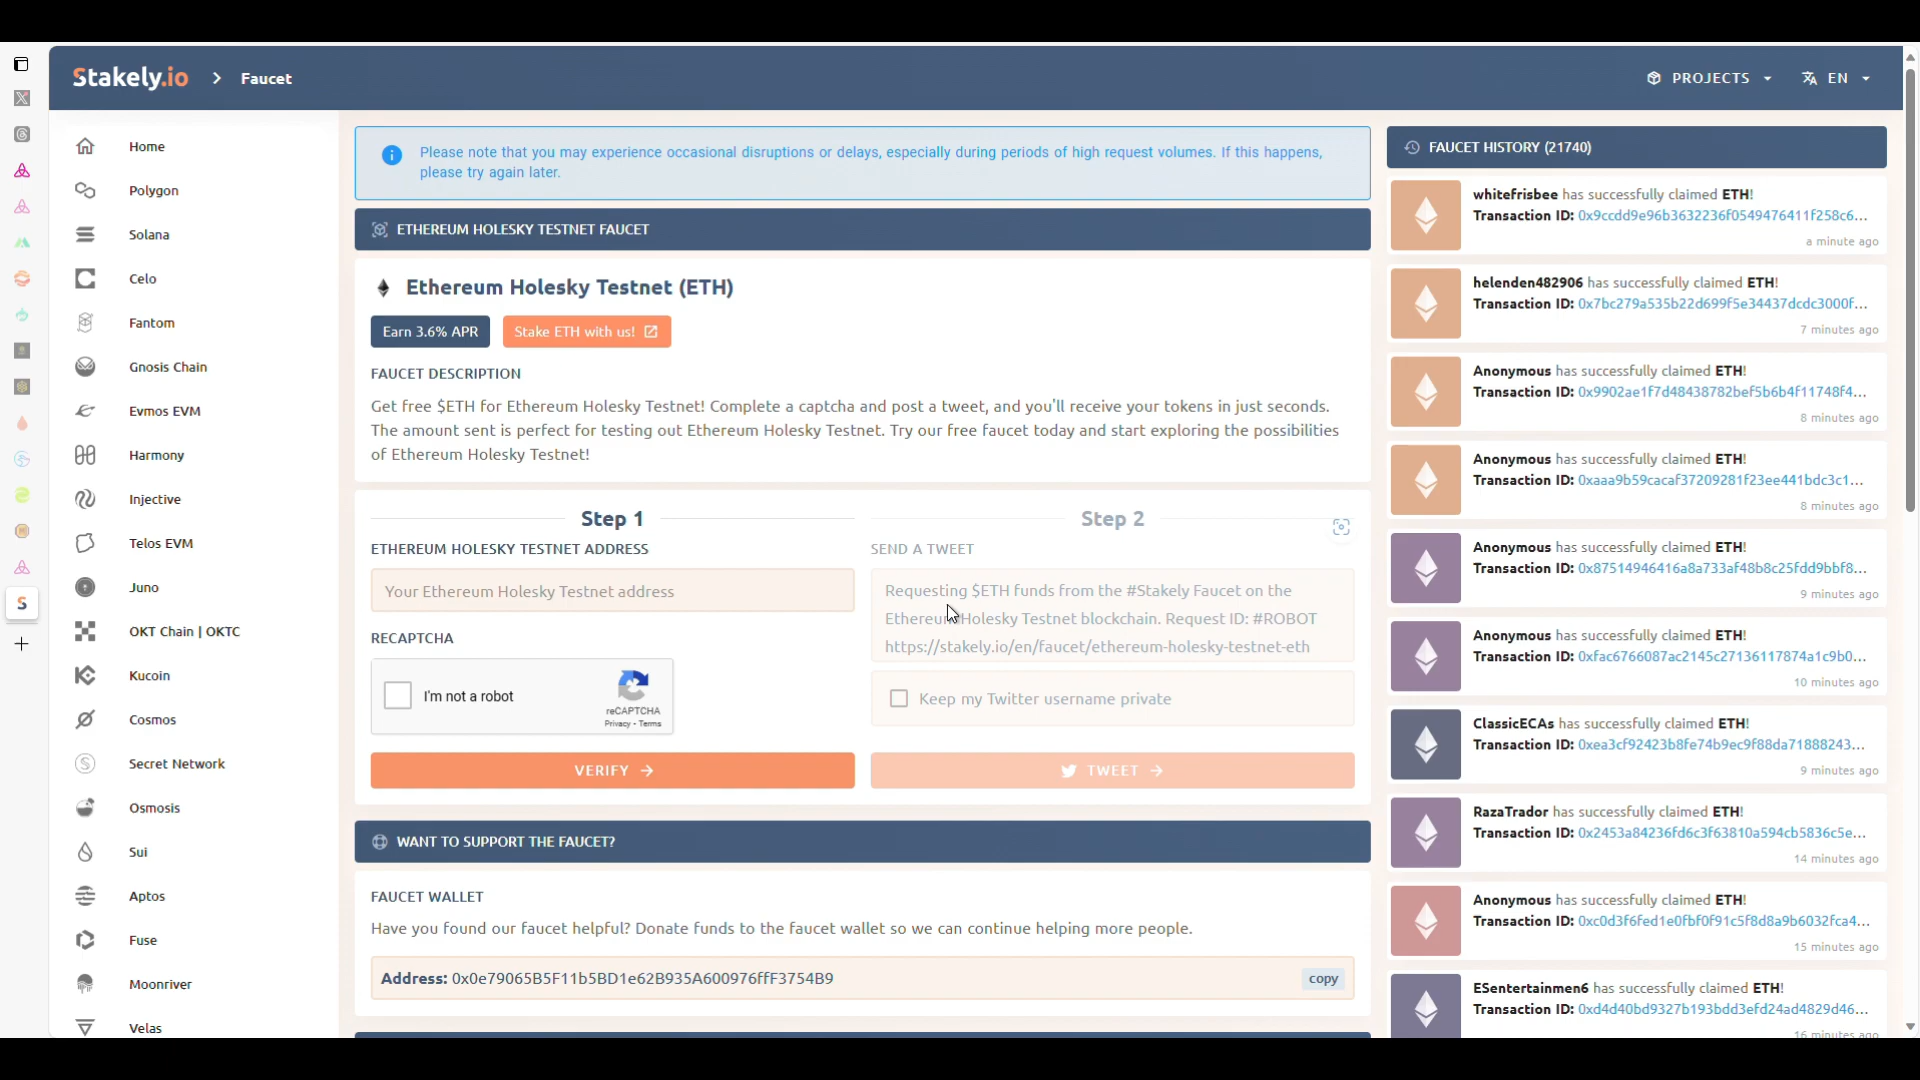 Stakely.io
Faucet
PROJECTS
EN
Home
Polygon
Solana
Celo
Fantom
Gnosis Chain
Evmos EVM
Harmony
Injective
Telos EVM
Juno
OKT Chain | OKTC
Kucoin
Cosmos
Secret Network
Osmosis
Sui
Aptos
Fuse
Moonriver
Velas
Please note that you may experience occasional disruptions or delays, especially during periods of high request volumes. If this happens,
please try again later.
ETHEREUM HOLESKY TESTNET FAUCET
Ethereum Holesky Testnet (ETH)
Earn 3.6% APR
Stake ETH with us!
FAUCET DESCRIPTION
Get free $ETH for Ethereum Holesky Testnet! Complete a captcha and post a tweet, and you'll receive your tokens in just seconds.
The amount sent is perfect for testing out Ethereum Holesky Testnet. Try our free faucet today and start exploring the possibilities
of Ethereum Holesky Testnet!
Step 1
ETHEREUM HOLESKY TESTNET ADDRESS
Your Ethereum Holesky Testnet address
RECAPTCHA
I'm not a robot
reCAPTCHA
Privacy - Terms
VERIFY
Step 2
SEND A TWEET
Requesting $ETH funds from the #Stakely Faucet on the
Ethereum Holesky Testnet blockchain. Request ID: #ROBOT
https://stakely.io/en/faucet/ethereum-holesky-testnet-eth
Keep my Twitter username private
TWEET
WANT TO SUPPORT THE FAUCET?
FAUCET WALLET
Have you found our faucet helpful? Donate funds to the faucet wallet so we can continue helping more people.
Address: 0x0e79065B5F11b5BD1e62B935A600976ffF3754B9
copy
FAUCET HISTORY (21740)
whitefrisbee has successfully claimed ETH!
Transaction ID: 0x9ccdd9e96b3632236f0549476411f258c6...
a minute ago
helenden482906 has successfully claimed ETH!
Transaction ID: 0x7bc279a535b22d699f5e34437dcdc3000f...
7 minutes ago
Anonymous has successfully claimed ETH!
Transaction ID: 0x9902ae1f7d48438782bef5b6b4f11748f4...
8 minutes ago
Anonymous has successfully claimed ETH!
Transaction ID: 0xaaa9b59cacaf37209281f23ee441bdc3c1...
8 minutes ago
Anonymous has successfully claimed ETH!
Transaction ID: 0x87514946416a8a733af48b8c25fdd9bbf8...
9 minutes ago
Anonymous has successfully claimed ETH!
Transaction ID: 0xfac6766087ac2145c27136117874a1c9b0...
10 minutes ago
ClassicECAs has successfully claimed ETH!
Transaction ID: 0xea3cf92423b8fe74b9ec9f88da71888243...
9 minutes ago
RazaTrador has successfully claimed ETH!
Transaction ID: 0x2453a84236fd6c3f63810a594cb5836c5e...
14 minutes ago
Anonymous has successfully claimed ETH!
Transaction ID: 0xc0d3f6fed1e0fbf0f91c5f8d8a9b6032fca4...
15 minutes ago
ESentertainmen6 has successfully claimed ETH!
Transaction ID: 0xd4d40bd9327b193bdd3efd24ad4829d46...
16 minutes ago